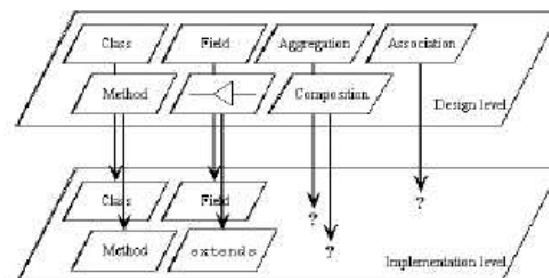 Class Field Aggregation Association
Method Composition
Design level
?
Class Field
?
?
Method extends
Implementation level